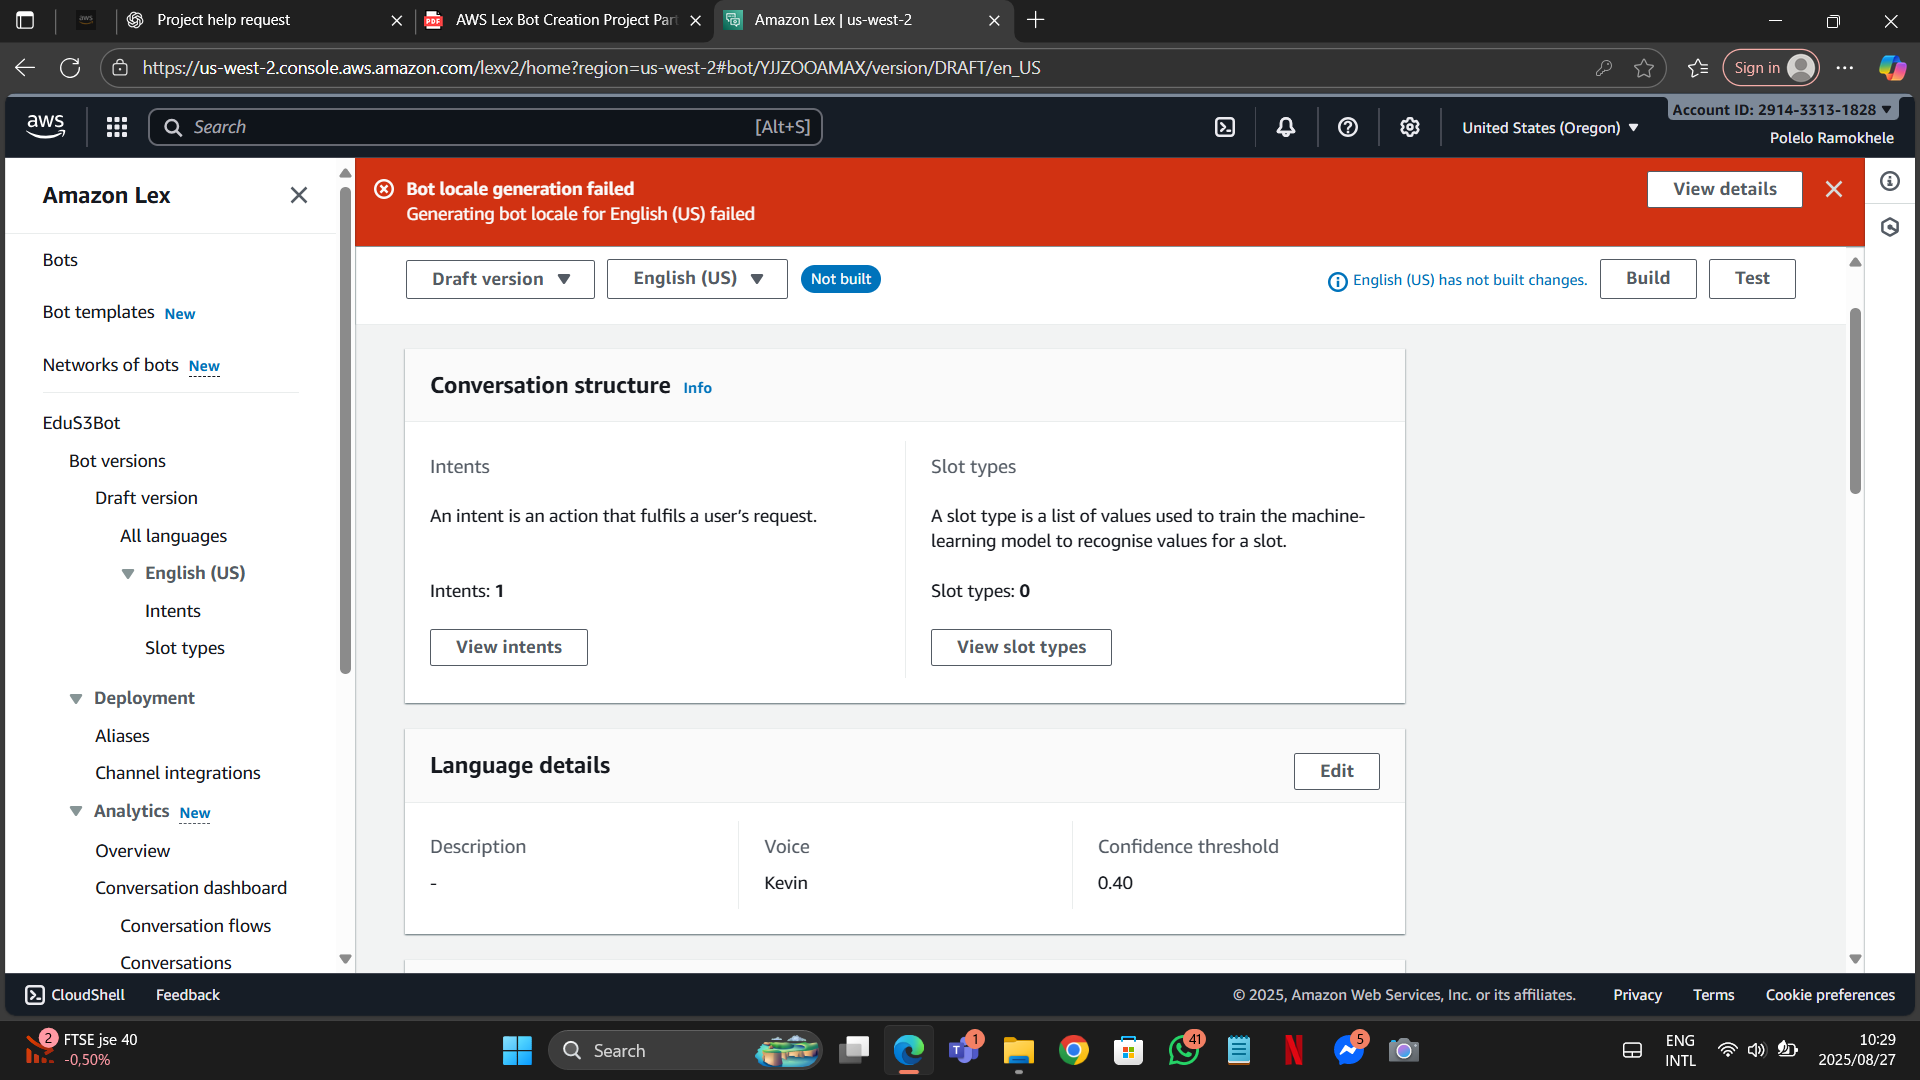 Project help request
AWS Lex Bot Creation Project Part
Amazon Lex | us-west-2
https://us-west-2.console.aws.amazon.com/lexv2/home?region=us-west-2#bot/YJJZOOAMAX/version/DRAFT/en_US
Sign in
aws
Search
[Alt+S]
United States (Oregon)
Account ID: 2914-3313-1828
Polelo Ramokhele
Amazon Lex
Bots
Bot templates New
Networks of bots New
EduS3Bot
Bot versions
Draft version
All languages
English (US)
Intents
Slot types
Deployment
Aliases
Channel integrations
Analytics New
Overview
Conversation dashboard
Conversation flows
Conversations
Bot locale generation failed
Generating bot locale for English (US) failed
View details
Draft version
English (US)
Not built
English (US) has not built changes.
Build
Test
Conversation structure Info
Intents
An intent is an action that fulfils a user's request.
Intents: 1
View intents
Slot types
A slot type is a list of values used to train the machine-
learning model to recognise values for a slot.
Slot types: 0
View slot types
Language details
Edit
Description
-
Voice
Kevin
Confidence threshold
0.40
CloudShell
Feedback
© 2025, Amazon Web Services, Inc. or its affiliates.
Privacy
Terms
Cookie preferences
2
FTSE jse 40
-0,50%
Search
1
41
5
ENG
INTL
10:29
2025/08/27